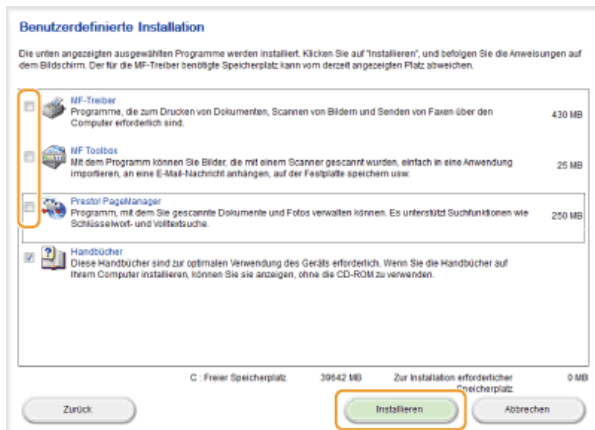 Benutzerdefinierte Installation
Die unten angezeigten ausgewählten Programme werden installiert. Klicken Sie auf "Installieren", und befolgen Sie die Anweisungen auf
dem Bildschirm. Der für die MF-Treiber benötigte Speicherplatz kann vom derzeit angezeigten Platz abweichen.
MF-Treiber
Programme, die zum Drucken von Dokumenten, Scannen von Bildern und Senden von Faxen über den
Computer erforderlich sind.
430 MB
MF Toolbox
Mit dem Programm können Sie Bilder, die mit einem Scanner gescannt wurden, einfach in eine Anwendung
importieren, an eine E-Mail-Nachricht anhängen, auf der Festplatte speichern usw.
25 MB
Presto! PageManager
Programm, mit dem Sie gescannte Dokumente und Fotos verwalten können. Es unterstützt Suchfunktionen wie
Schlüsselwort- und Volltextsuche.
250 MB
Handbücher
Diese Handbücher sind zur optimalen Verwendung des Geräts erforderlich. Wenn Sie die Handbücher auf
Ihrem Computer installieren, können Sie sie anzeigen, ohne die CD-ROM zu verwenden.
C : Freier Speicherplatz 39642 MB Zur Installation erforderlicher 0 MB
Speicherplatz
Zurück Installieren Abbrechen